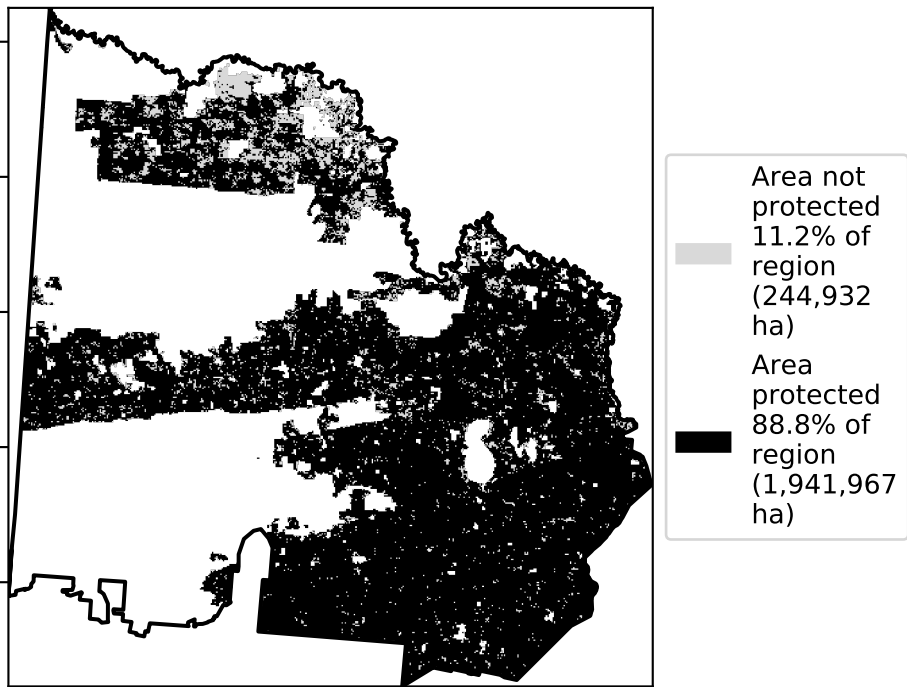 Area not
protected
11.2% of
region
(244,932
ha)
Area
protected
88.8% of
region
(1,941,967
ha)